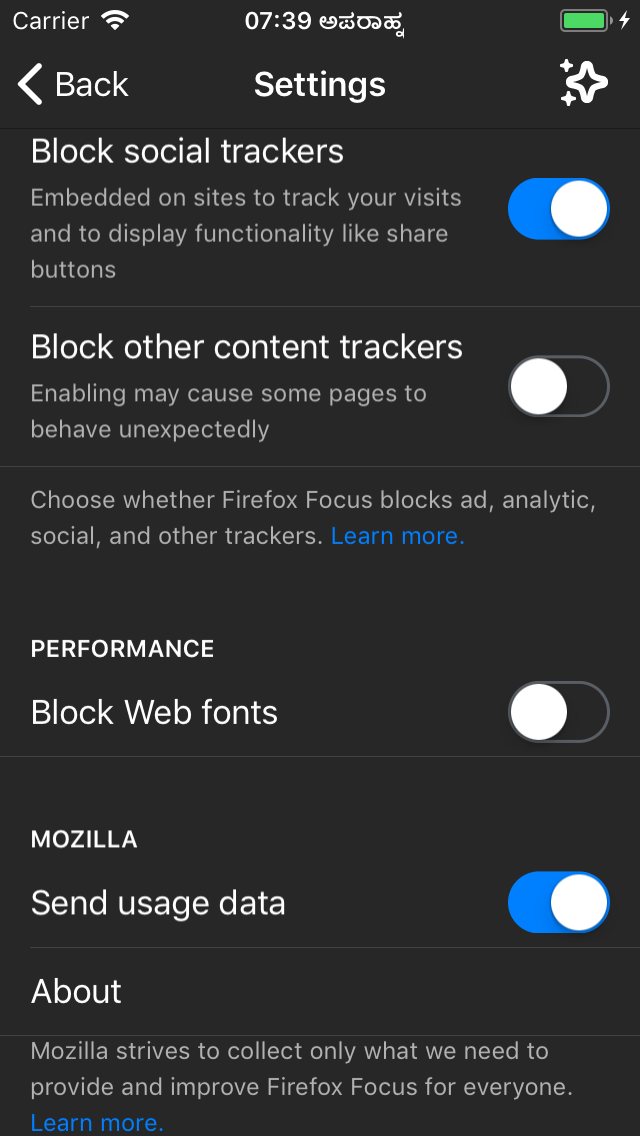 Carrier 07:39 ಅಪರಾಹ್ನ
Back Settings
Block social trackers
Embedded on sites to track your visits
and to display functionality like share
buttons
Block other content trackers
Enabling may cause some pages to
behave unexpectedly
Choose whether Firefox Focus blocks ad, analytic,
social, and other trackers. Learn more.
PERFORMANCE
Block Web fonts
MOZILLA
Send usage data
About
Mozilla strives to collect only what we need to
provide and improve Firefox Focus for everyone.
Learn more.